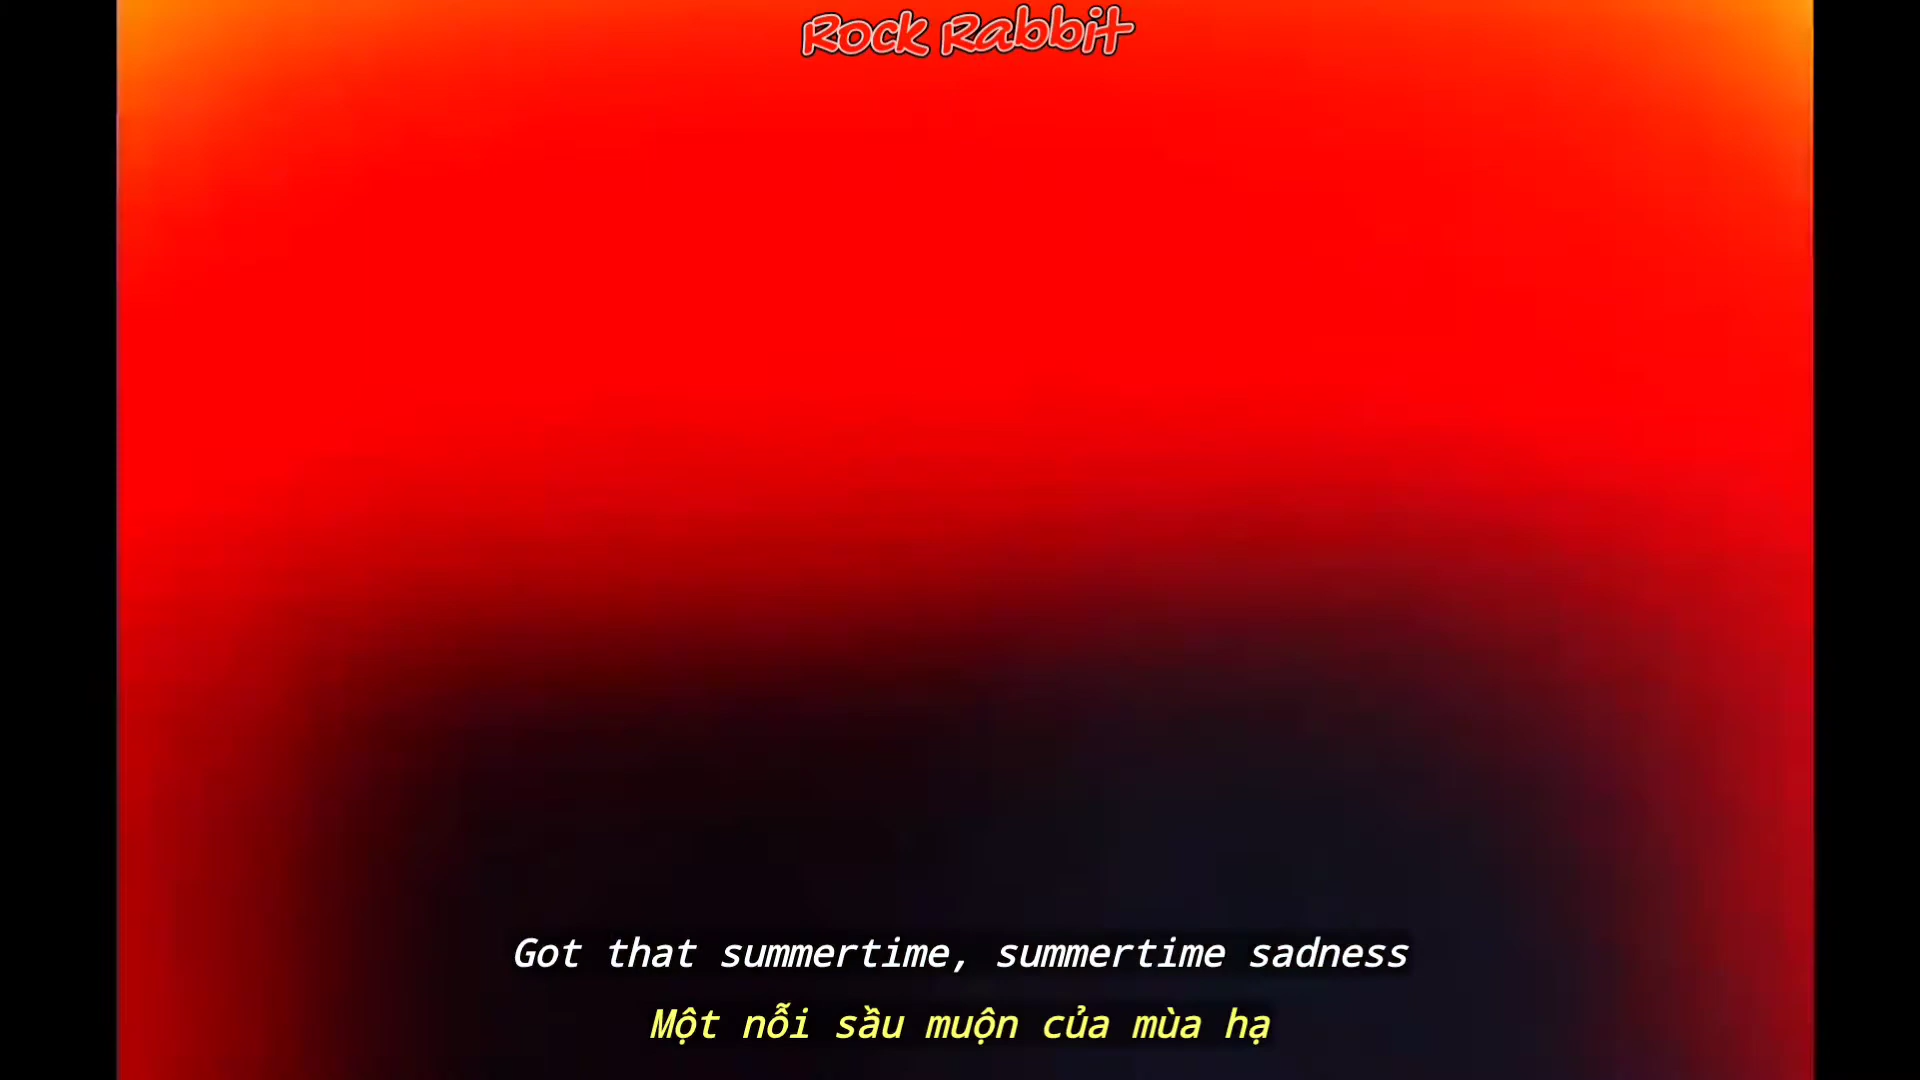 Rock Rabbit
Got that summertime, summertime sadness
Một nỗi sầu muộn của mùa hạ